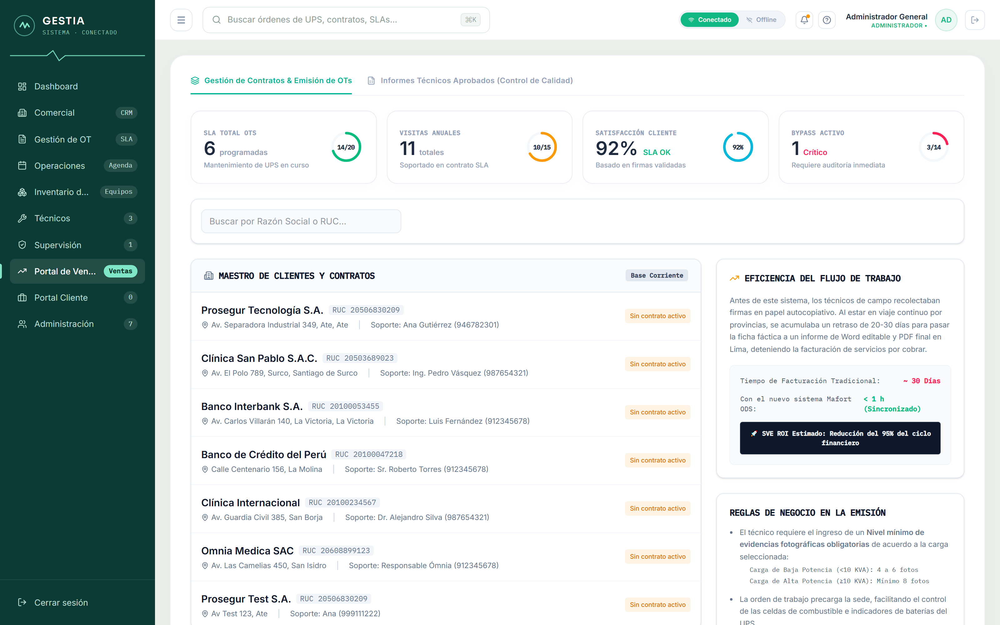 GESTIA
SISTEMA · CONECTADO
Dashboard
Comercial CRM
Gestión de OT SLA
Operaciones Agenda
Inventario d... Equipos
Técnicos 3
Supervisión 1
Portal de Ven... Ventas
Portal Cliente 0
Administración 7
Cerrar sesión
Buscar órdenes de UPS, contratos, SLAs... ⌘K
Conectado Offline
Administrador General
ADMINISTRADOR •
AD
Gestión de Contratos & Emisión de OTs
Informes Técnicos Aprobados (Control de Calidad)
SLA TOTAL OTS
6 programadas
Mantenimiento de UPS en curso
14/20
VISITAS ANUALES
11 totales
Soportado en contrato SLA
10/15
SATISFACCIÓN CLIENTE
92% SLA OK
Basado en firmas validadas
92%
BYPASS ACTIVO
1 Crítico
Requiere auditoría inmediata
3/14
Buscar por Razón Social o RUC...
MAESTRO DE CLIENTES Y CONTRATOS Base Corriente
Prosegur Tecnología S.A. RUC 20506830209
Av. Separadora Industrial 349, Ate, Ate Soporte: Ana Gutiérrez (946782301)
Sin contrato activo
Clínica San Pablo S.A.C. RUC 20503689023
Av. El Polo 789, Surco, Santiago de Surco Soporte: Ing. Pedro Vásquez (987654321)
Sin contrato activo
Banco Interbank S.A. RUC 20100053455
Av. Carlos Villarán 140, La Victoria, La Victoria Soporte: Luis Fernández (912345678)
Sin contrato activo
Banco de Crédito del Perú RUC 20100047218
Calle Centenario 156, La Molina Soporte: Sr. Roberto Torres (912345678)
Sin contrato activo
Clínica Internacional RUC 20100234567
Av. Guardia Civil 385, San Borja Soporte: Dr. Alejandro Silva (987654321)
Sin contrato activo
Omnia Medica SAC RUC 20608899123
Av. Las Camelias 450, San Isidro Soporte: Responsable Ómnia (912345678)
Sin contrato activo
Prosegur Test S.A. RUC 20506830209
Av Test 123, Ate Soporte: Ana (999111222)
Sin contrato activo
EFICIENCIA DEL FLUJO DE TRABAJO
Antes de este sistema, los técnicos de campo recolectaban
firmas en papel autocopiativo. Al estar en viaje continuo por
provincias, se acumulaba un retraso de 20-30 días para pasar
la ficha fáctica a un informe de Word editable y PDF final en
Lima, deteniendo la facturación de servicios por cobrar.
Tiempo de Facturación Tradicional: ~ 30 Días
Con el nuevo sistema Mafort < 1 h
ODS: (Sincronizado)
🚀 SVE ROI Estimado: Reducción del 95% del ciclo
financiero
REGLAS DE NEGOCIO EN LA EMISIÓN
• El técnico requiere el ingreso de un Nivel mínimo de
evidencias fotográficas obligatorias de acuerdo a la carga
seleccionada:
Carga de Baja Potencia (<10 KVA): 4 a 6 fotos
Carga de Alta Potencia (≥10 KVA): Mínimo 8 fotos
• La orden de trabajo precarga la sede, facilitando el control
de las celdas de combustible e indicadores de baterías del
UPS